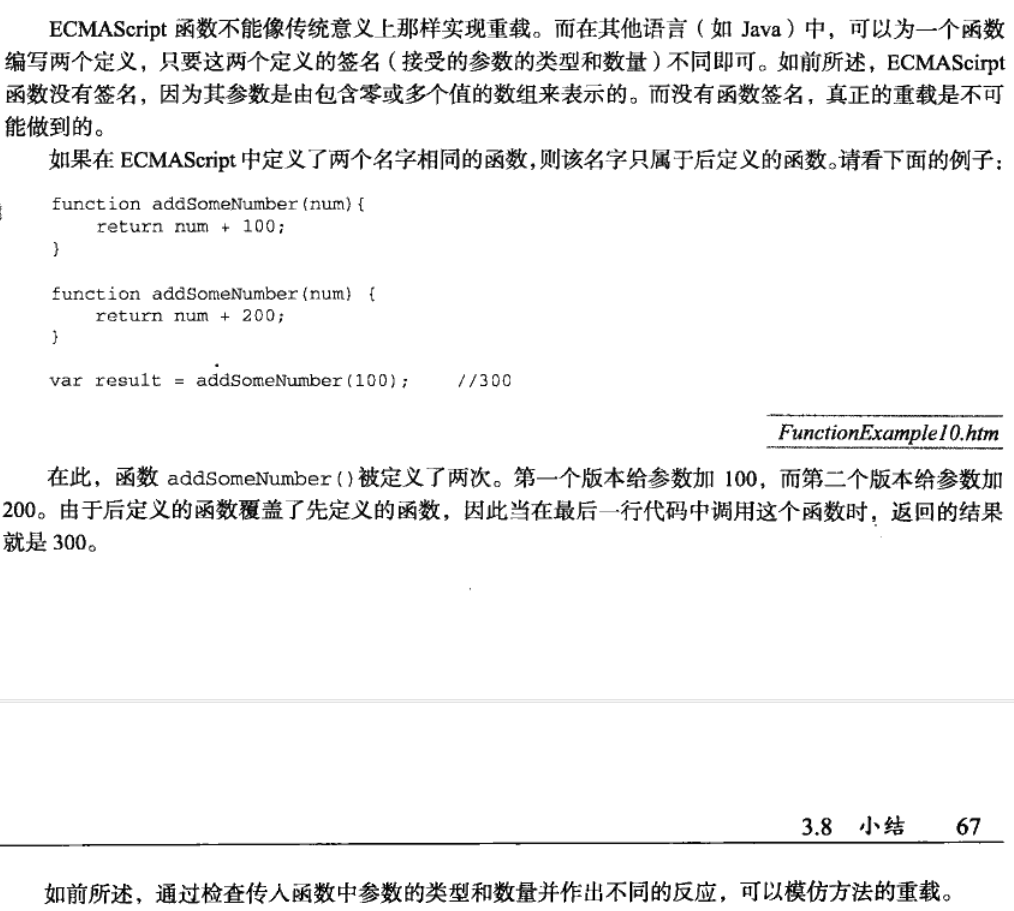 ECMAScript 函数不能像传统意义上那样实现重载。而在其他语言（如 Java）中，可以为一个函数
编写两个定义，只要这两个定义的签名（接受的参数的类型和数量）不同即可。如前所述，ECMAScirpt
函数没有签名，因为其参数是由包含零或多个值的数组来表示的。而没有函数签名，真正的重载是不可
能做到的。
如果在 ECMAScript 中定义了两个名字相同的函数，则该名字只属于后定义的函数。请看下面的例子：
function addSomeNumber(num){
    return num + 100;
}
function addSomeNumber(num) {
    return num + 200;
}
var result = addSomeNumber(100);    //300
FunctionExample10.htm
在此，函数 addSomeNumber()被定义了两次。第一个版本给参数加 100，而第二个版本给参数加
200。由于后定义的函数覆盖了先定义的函数，因此当在最后一行代码中调用这个函数时，返回的结果
就是 300。
3.8 小结 67
如前所述，通过检查传入函数中参数的类型和数量并作出不同的反应，可以模仿方法的重载。